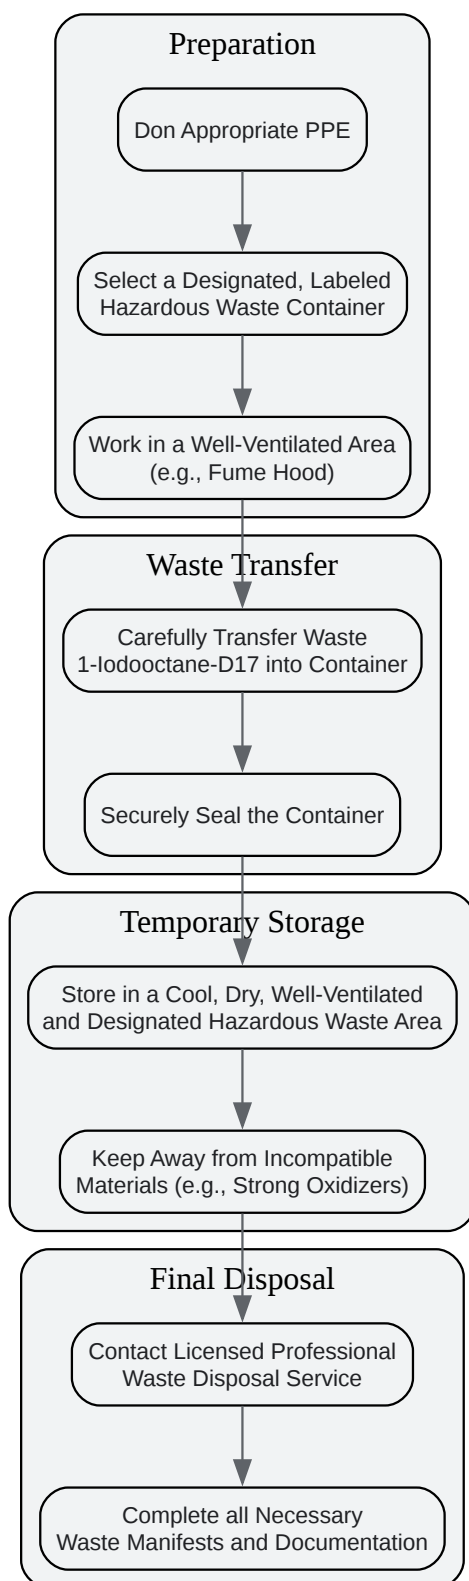 Preparation
Don Appropriate PPE
Select a Designated, Labeled
Hazardous Waste Container
Work in a Well-Ventilated Area
(e.g., Fume Hood)
Waste Transfer
Carefully Transfer Waste
1-Iodooctane-D17 into Container
Securely Seal the Container
Temporary Storage
Store in a Cool, Dry, Well-Ventilated
and Designated Hazardous Waste Area
Keep Away from Incompatible
Materials (e.g., Strong Oxidizers)
Final Disposal
Contact Licensed Professional
Waste Disposal Service
Complete all Necessary
Waste Manifests and Documentation